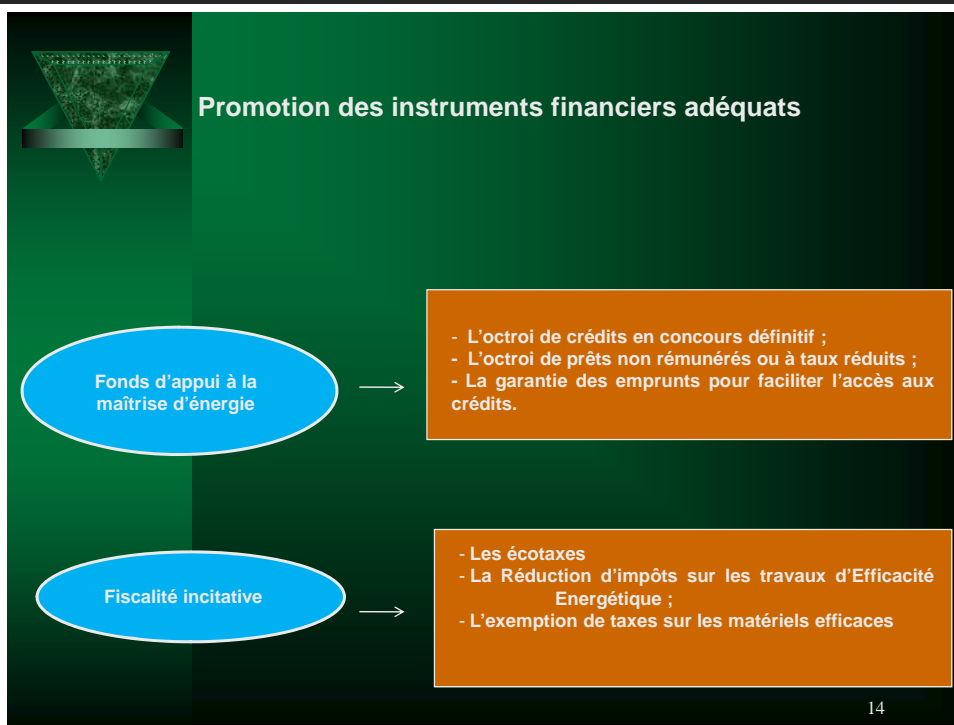 Promotion des instruments financiers adéquats
Fonds d'appui à la
maîtrise d'énergie
- L'octroi de crédits en concours définitif ;
- L'octroi de prêts non rémunérés ou à taux réduits ;
- La garantie des emprunts pour faciliter l'accès aux
crédits.
Fiscalité incitative
- Les écotaxes
- La Réduction d'impôts sur les travaux d'Efficacité
Energétique ;
- L'exemption de taxes sur les matériels efficaces
14